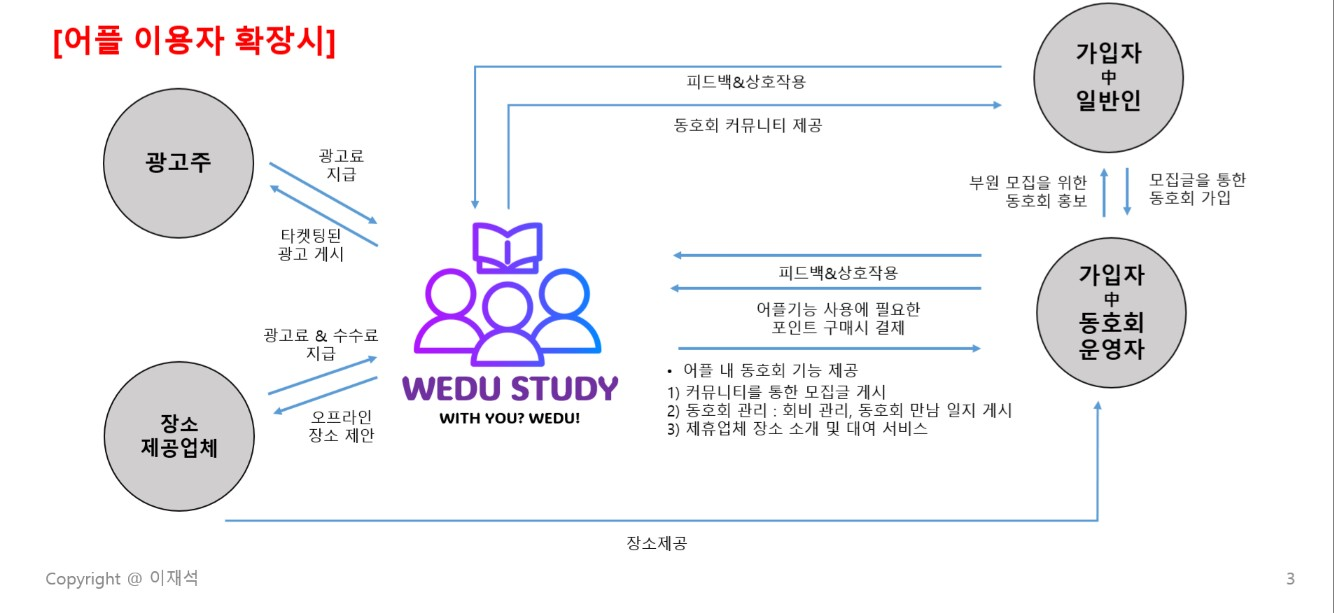 [어플 이용자 확장시]
가입자
中
일반인
피드백&상호작용
동호회 커뮤니티 제공
광고주
광고료
지급
타켓팅된
광고 게시
부원 모집을 위한
동호회 홍보
모집글을 통한
동호회 가입
가입자
中
동호회
운영자
피드백&상호작용
어플기능 사용에 필요한
포인트 구매시 결제
• 어플 내 동호회 기능 제공
1) 커뮤니티를 통한 모집글 게시
2) 동호회 관리 : 회비 관리, 동호회 만남 일지 게시
3) 제휴업체 장소 소개 및 대여 서비스
WEDU STUDY
WITH YOU? WEDU!
광고료 & 수수료
지급
오프라인
장소 제안
장소
제공업체
장소제공
Copyright @ 이재석
3